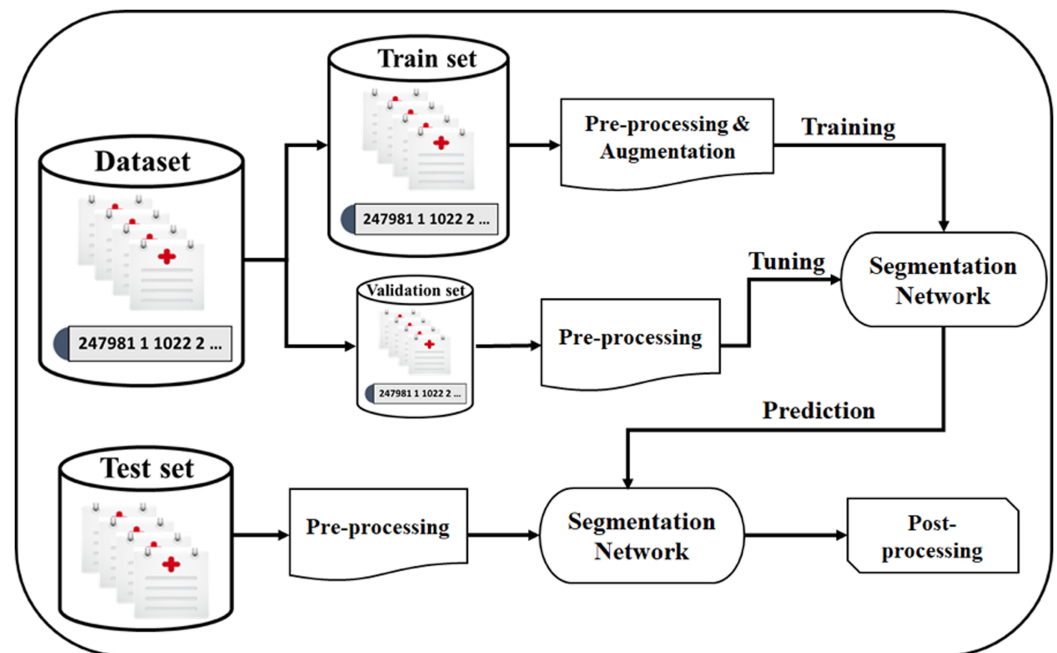 Train set
247981 1 1022 2 ...
Pre-processing &
Augmentation
Training
Dataset
247981 1 1022 2 ...
Validation set
247981 1 1022 2 ...
Pre-processing
Tuning
Segmentation
Network
Prediction
Test set
Pre-processing
Segmentation
Network
Post-
processing